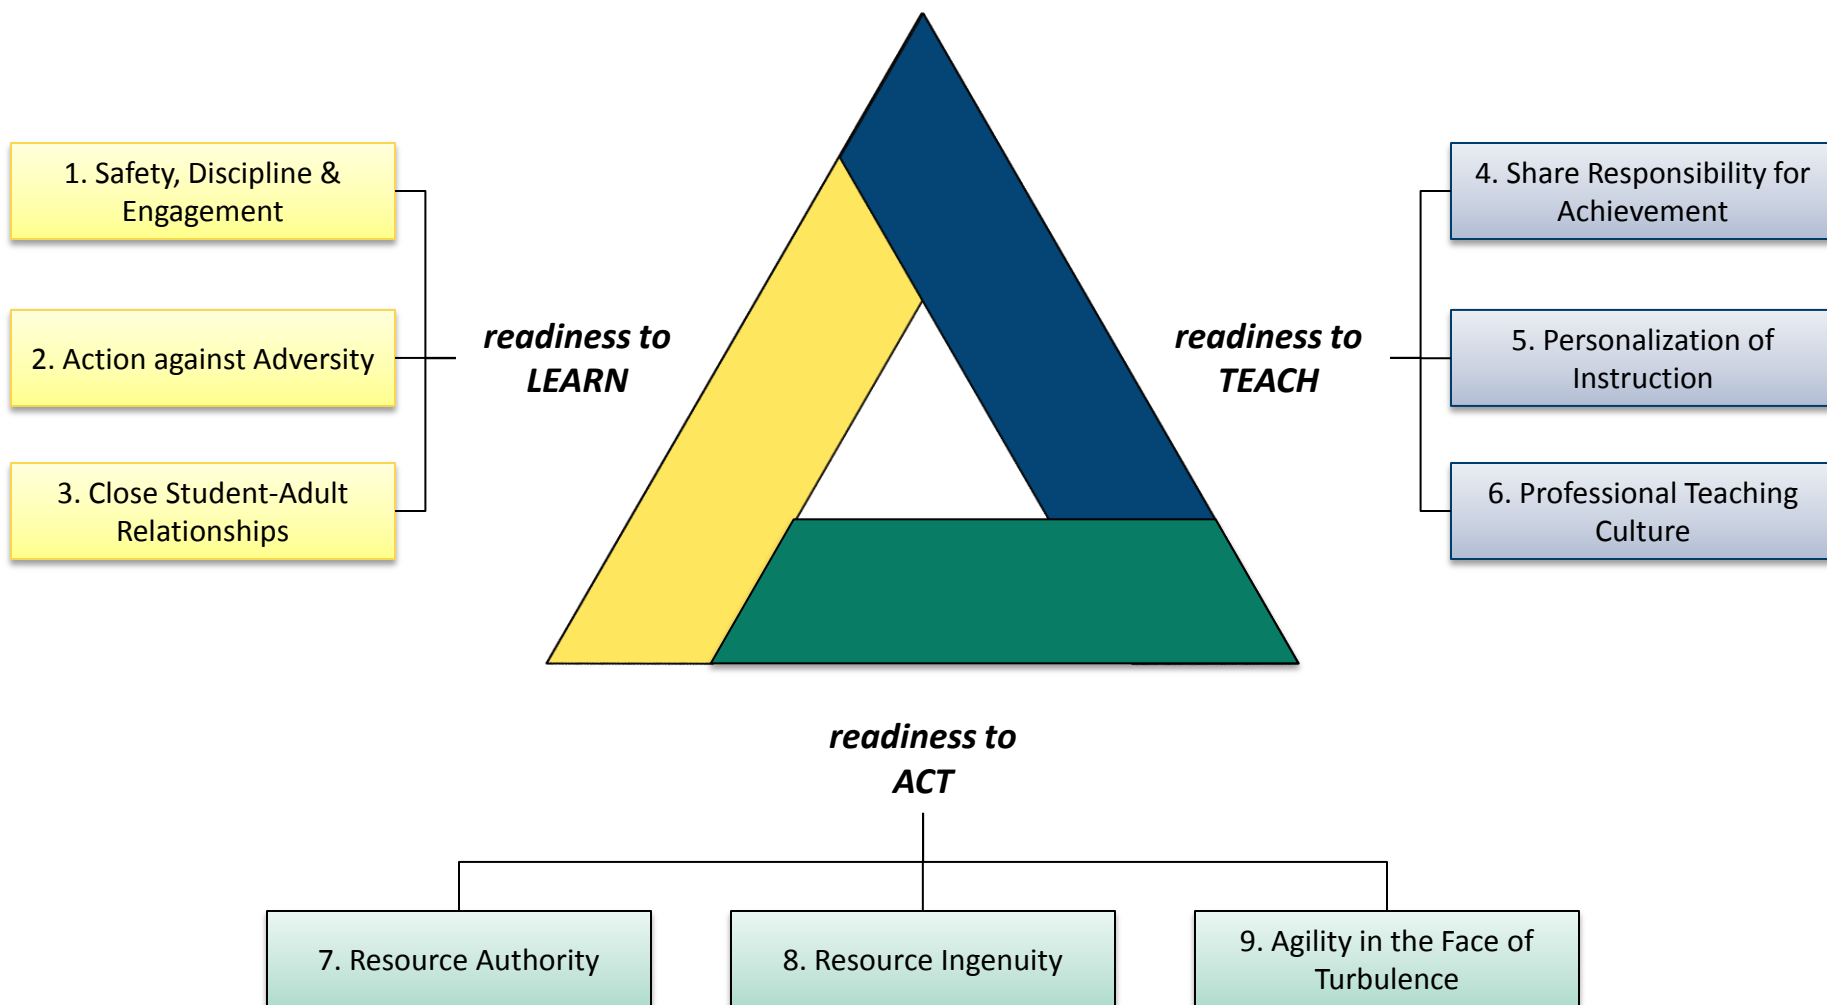 1. Safety, Discipline &
Engagement
2. Action against Adversity
3. Close Student-Adult
Relationships
readiness to
LEARN
readiness to
TEACH
4. Share Responsibility for
Achievement
5. Personalization of
Instruction
6. Professional Teaching
Culture
readiness to
ACT
7. Resource Authority
8. Resource Ingenuity
9. Agility in the Face of
Turbulence